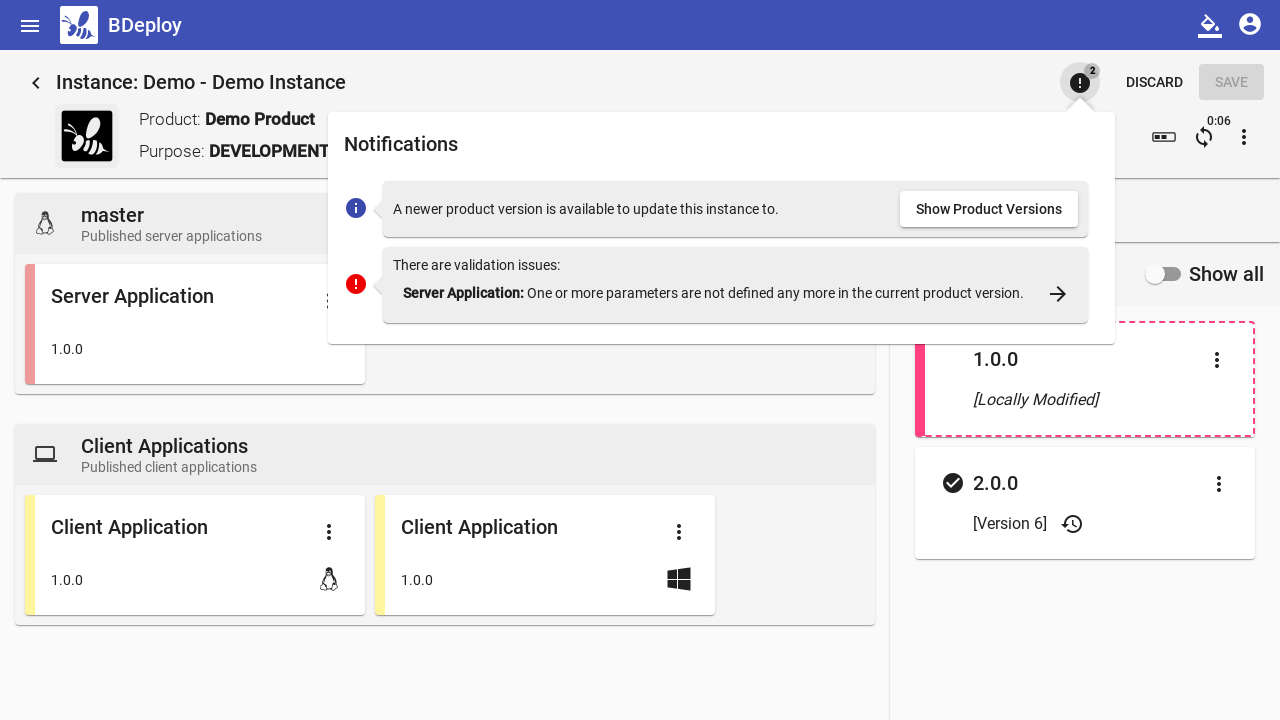 BDeploy
Instance: Demo - Demo Instance
2
DISCARD
SAVE
Product: Demo Product
Purpose: DEVELOPMENT
0:06
Notifications
A newer product version is available to update this instance to.
Show Product Versions
There are validation issues:
Server Application: One or more parameters are not defined any more in the current product version.
master
Published server applications
Server Application
1.0.0
Show all
1.0.0
[Locally Modified]
2.0.0
[Version 6]
Client Applications
Published client applications
Client Application
1.0.0
Client Application
1.0.0